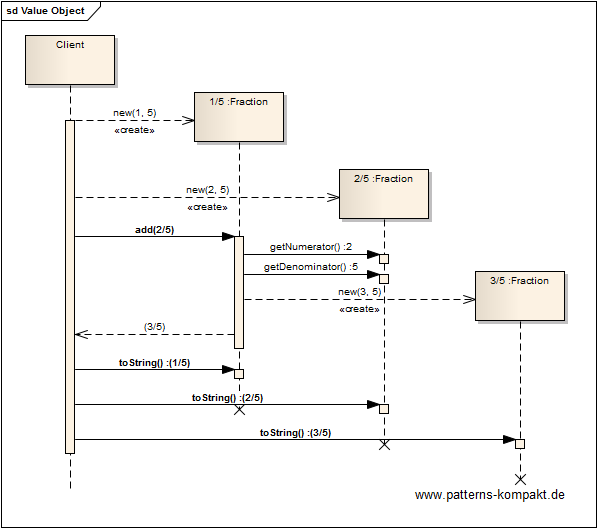 sd Value Object
Client
new(1, 5)
«create»
1/5 :Fraction
new(2, 5)
«create»
2/5 :Fraction
add(2/5)
getNumerator() :2
getDenominator() :5
new(3, 5)
«create»
3/5 :Fraction
(3/5)
toString() :(1/5)
toString() :(2/5)
toString() :(3/5)
www.patterns-kompakt.de